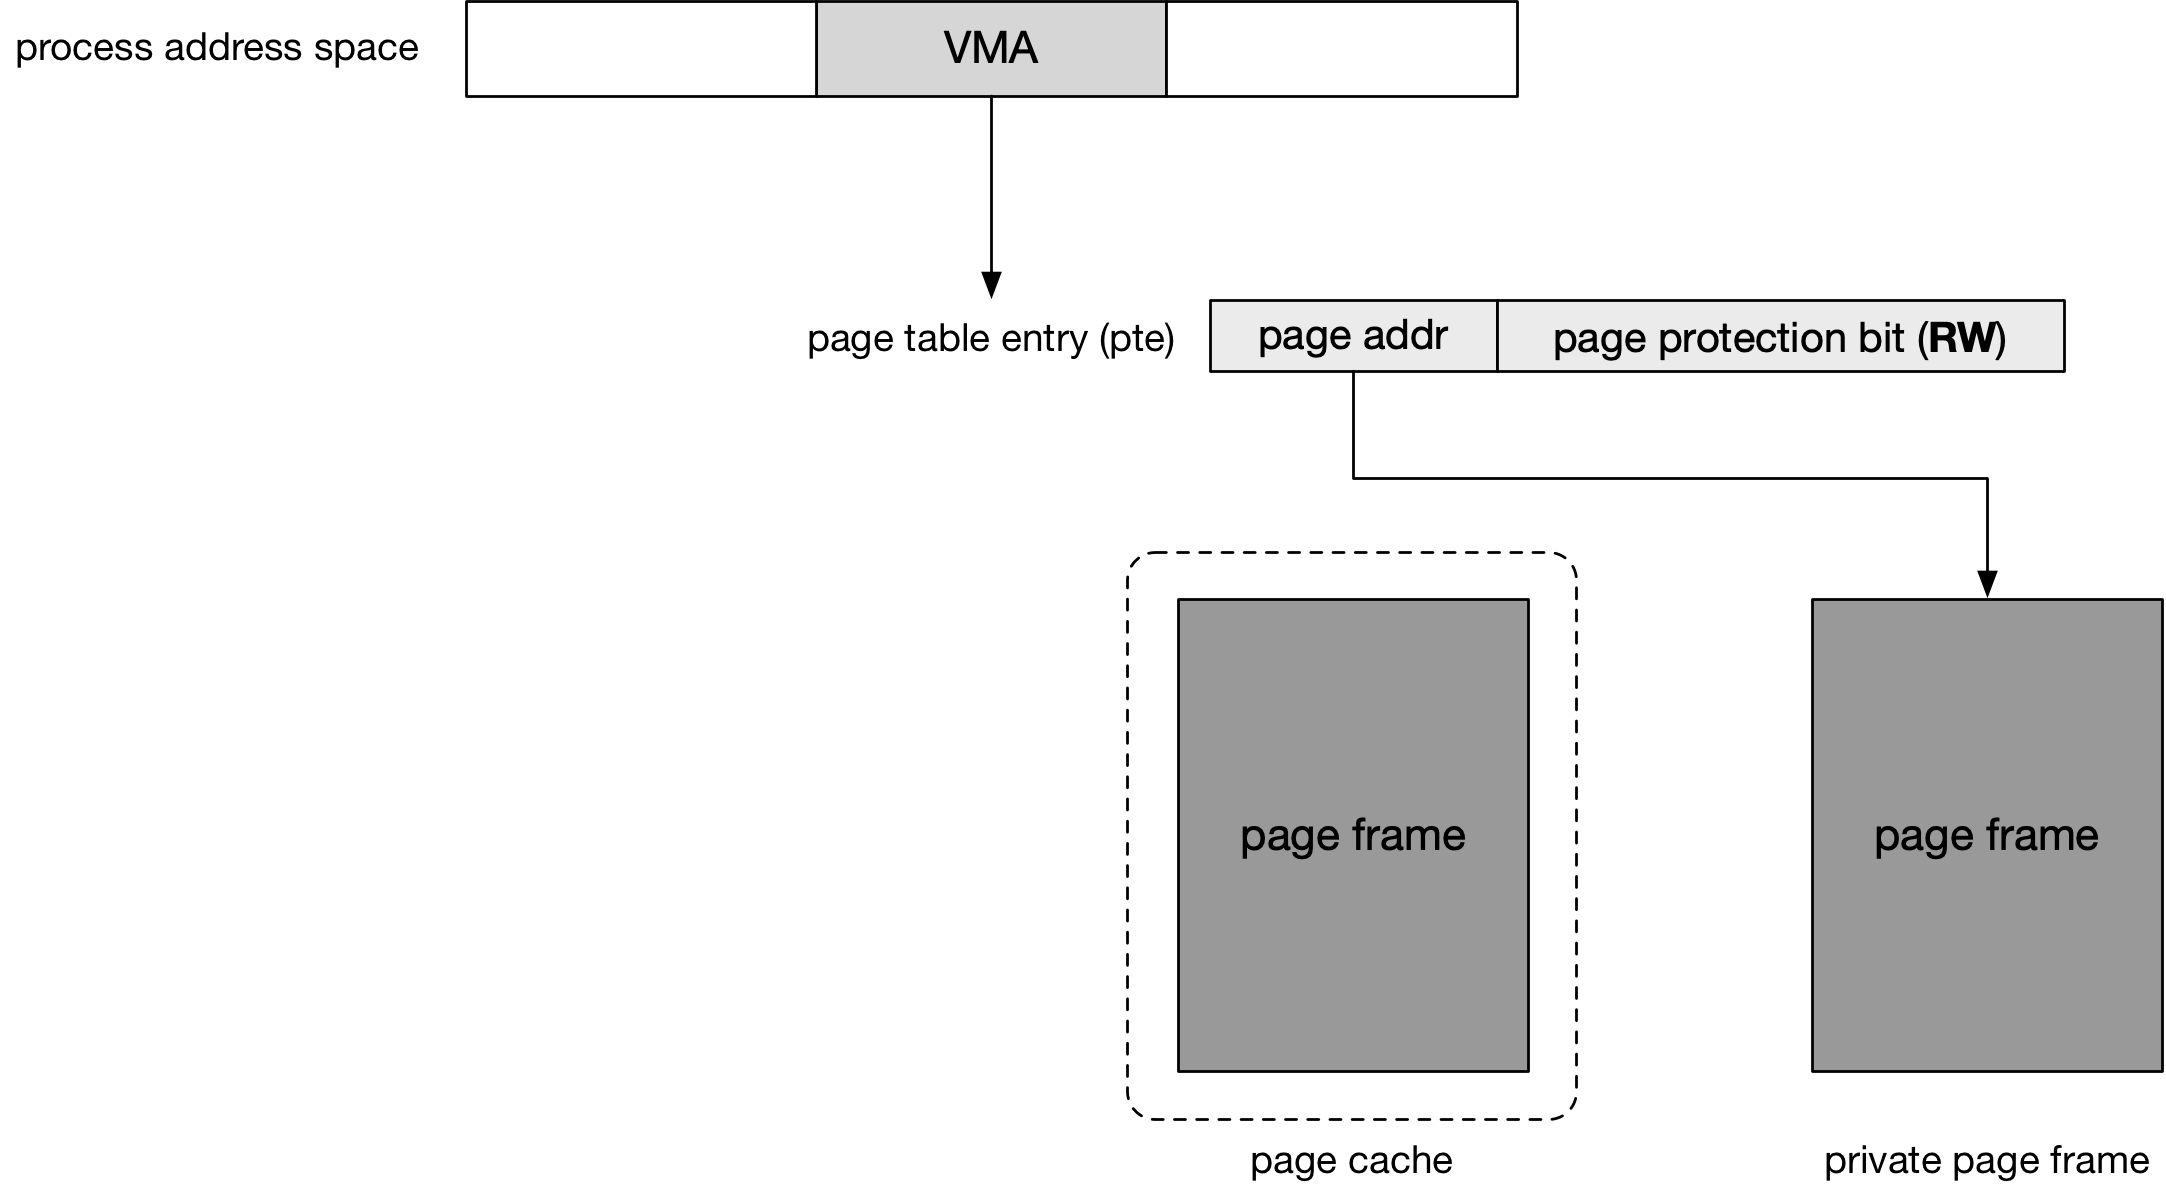 process address space
VMA
page table entry (pte)
page addr
page protection bit (RW)
page frame
page frame
page cache
private page frame